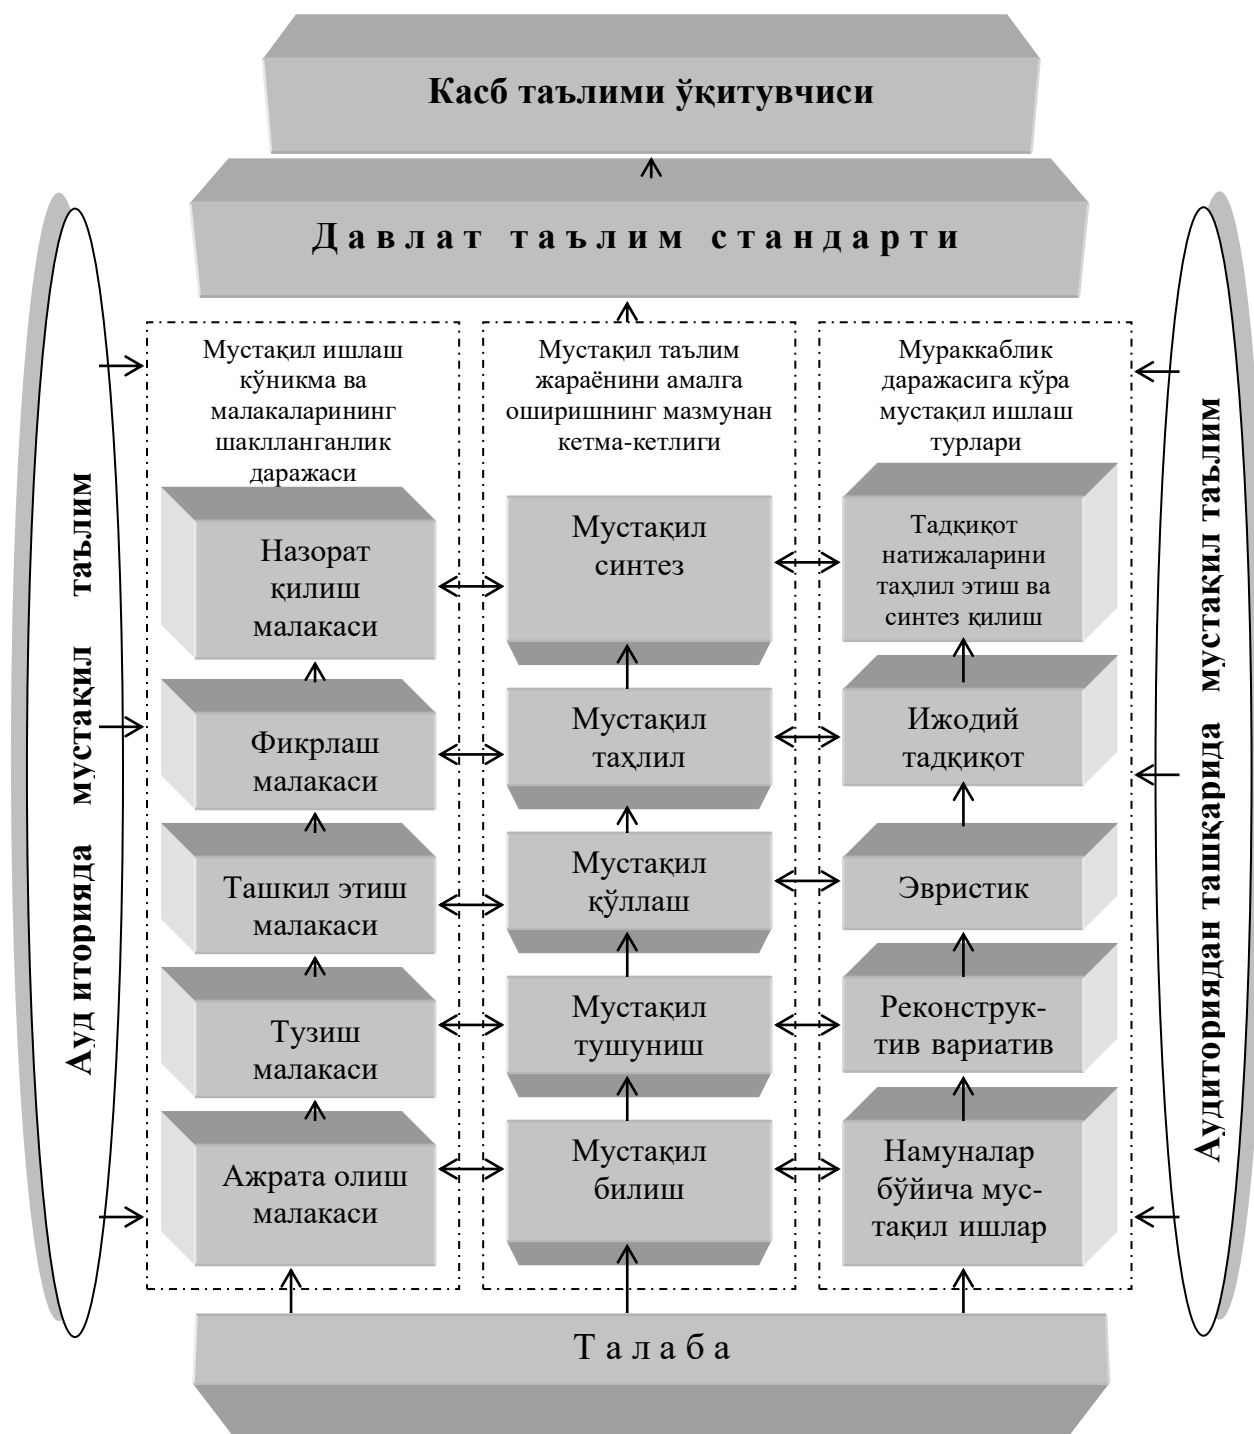 Касб таълими ўқитувчиси
Давлат таълим стандарти
Ауд иторияда мустақил таълим
Мустақил ишлаш
кўникма ва
малакаларининг
шаклланганлик
даражаси
Назорат
қилиш
малакаси
Фикрлаш
малакаси
Ташкил этиш
малакаси
Тузиш
малакаси
Ажрата олиш
малакаси
Мустақил таълим
жараёнини амалга
оширишнинг мазмунан
кетма-кетлиги
Мустақил
синтез
Мустақил
таҳлил
Мустақил
қўллаш
Мустақил
тушуниш
Мустақил
билиш
Мураккаблик
даражасига кўра
мустақил ишлаш
турлари
Тадқиқот
натижаларини
таҳлил этиш ва
синтез қилиш
Ижодий
тадқиқот
Эвристик
Реконструк-
тив вариатив
Намуналар
бўйича мус-
тақил ишлар
Аудиториядан ташқарида мустақил таълим
Талаба